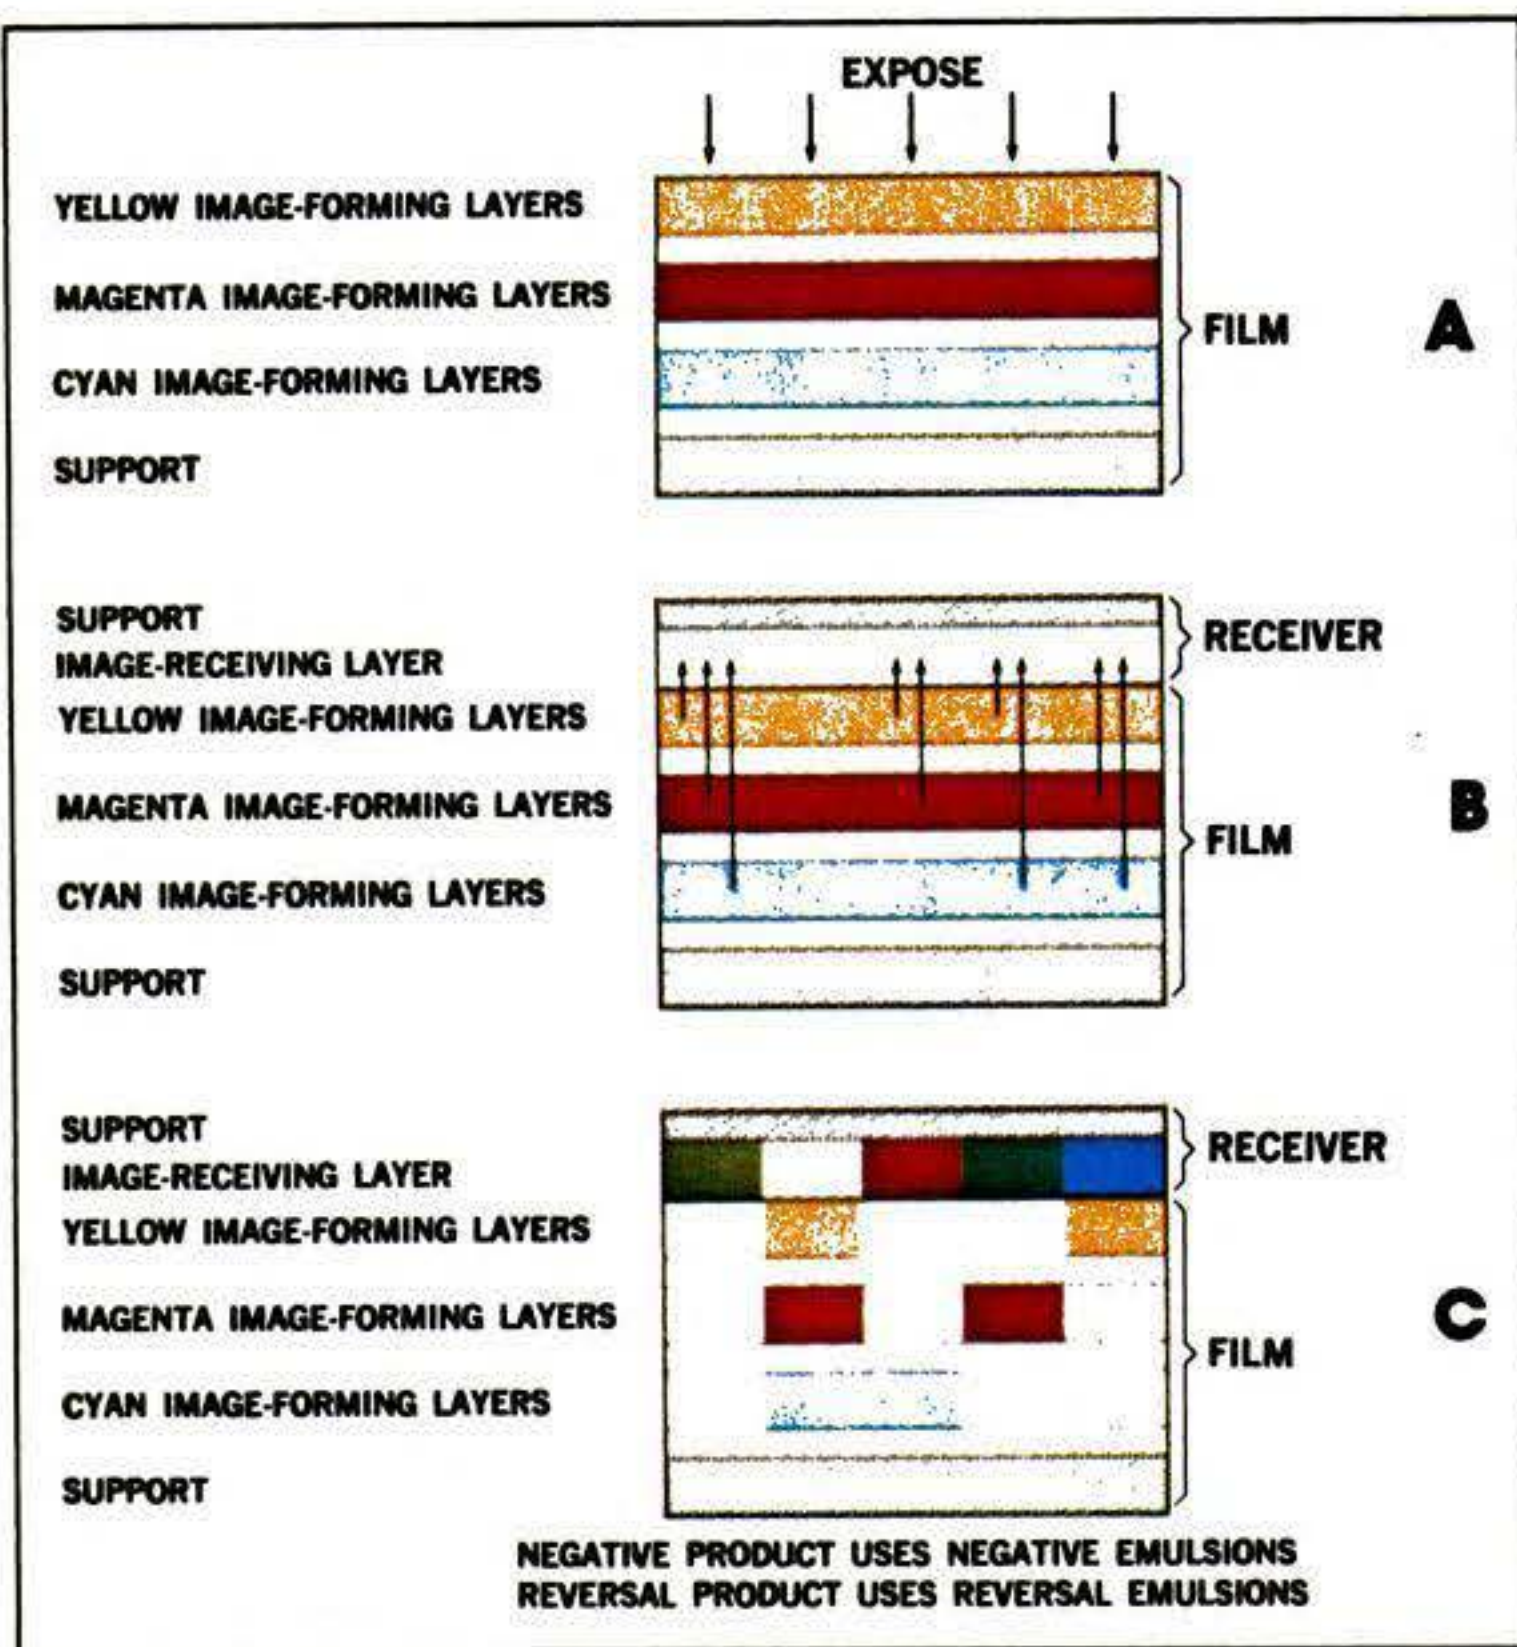 EXPOSE
YELLOW IMAGE-FORMING LAYERS
MAGENTA IMAGE-FORMING LAYERS
CYAN IMAGE-FORMING LAYERS
SUPPORT
FILM
A
SUPPORT
IMAGE-RECEIVING LAYER
YELLOW IMAGE-FORMING LAYERS
MAGENTA IMAGE-FORMING LAYERS
CYAN IMAGE-FORMING LAYERS
SUPPORT
RECEIVER
FILM
B
SUPPORT
IMAGE-RECEIVING LAYER
YELLOW IMAGE-FORMING LAYERS
MAGENTA IMAGE-FORMING LAYERS
CYAN IMAGE-FORMING LAYERS
SUPPORT
RECEIVER
FILM
C
NEGATIVE PRODUCT USES NEGATIVE EMULSIONS
REVERSAL PRODUCT USES REVERSAL EMULSIONS